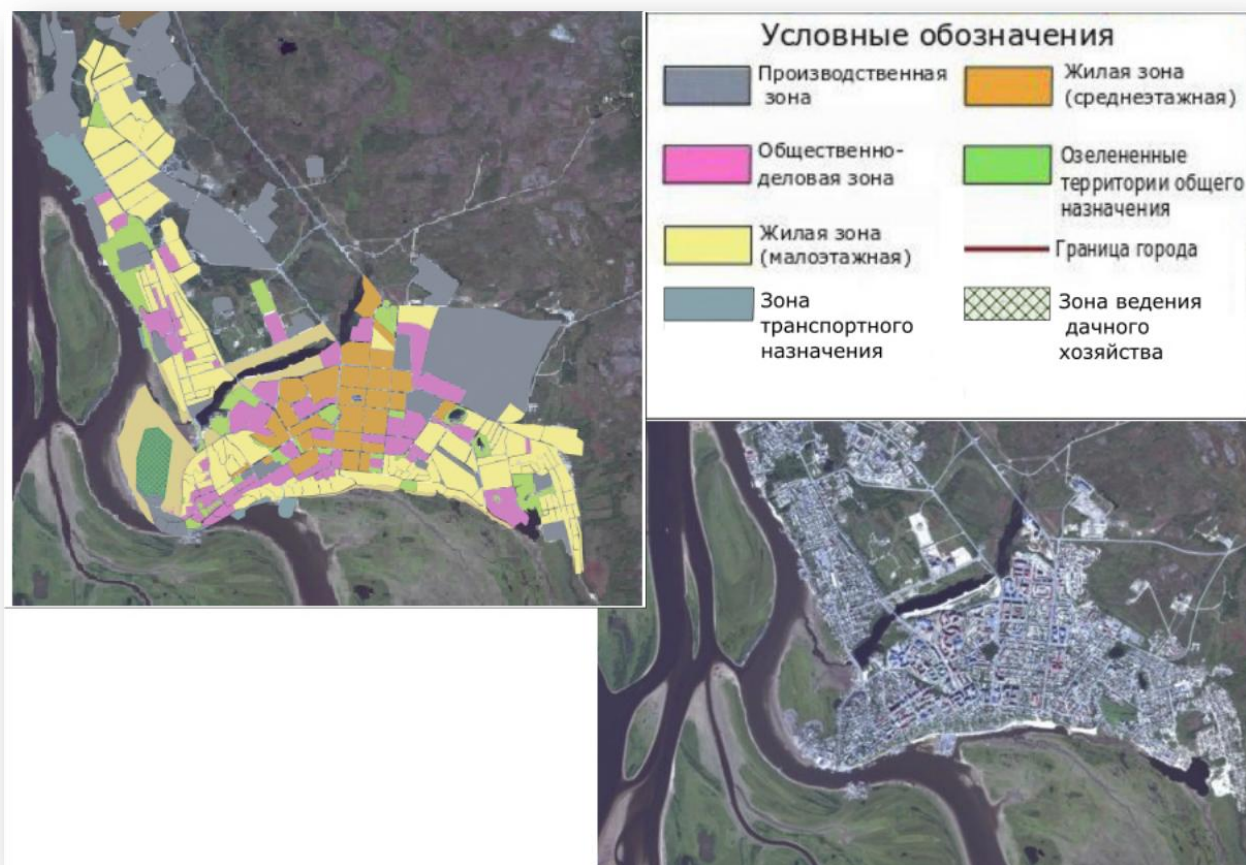 Условные обозначения
Производственная
зона
Жилая зона
(среднеэтажная)
Общественно-
деловая зона
Озелененные
территории общего
назначения
Жилая зона
(малоэтажная)
Граница города
Зона
транспортного
назначения
Зона ведения
дачного
хозяйства